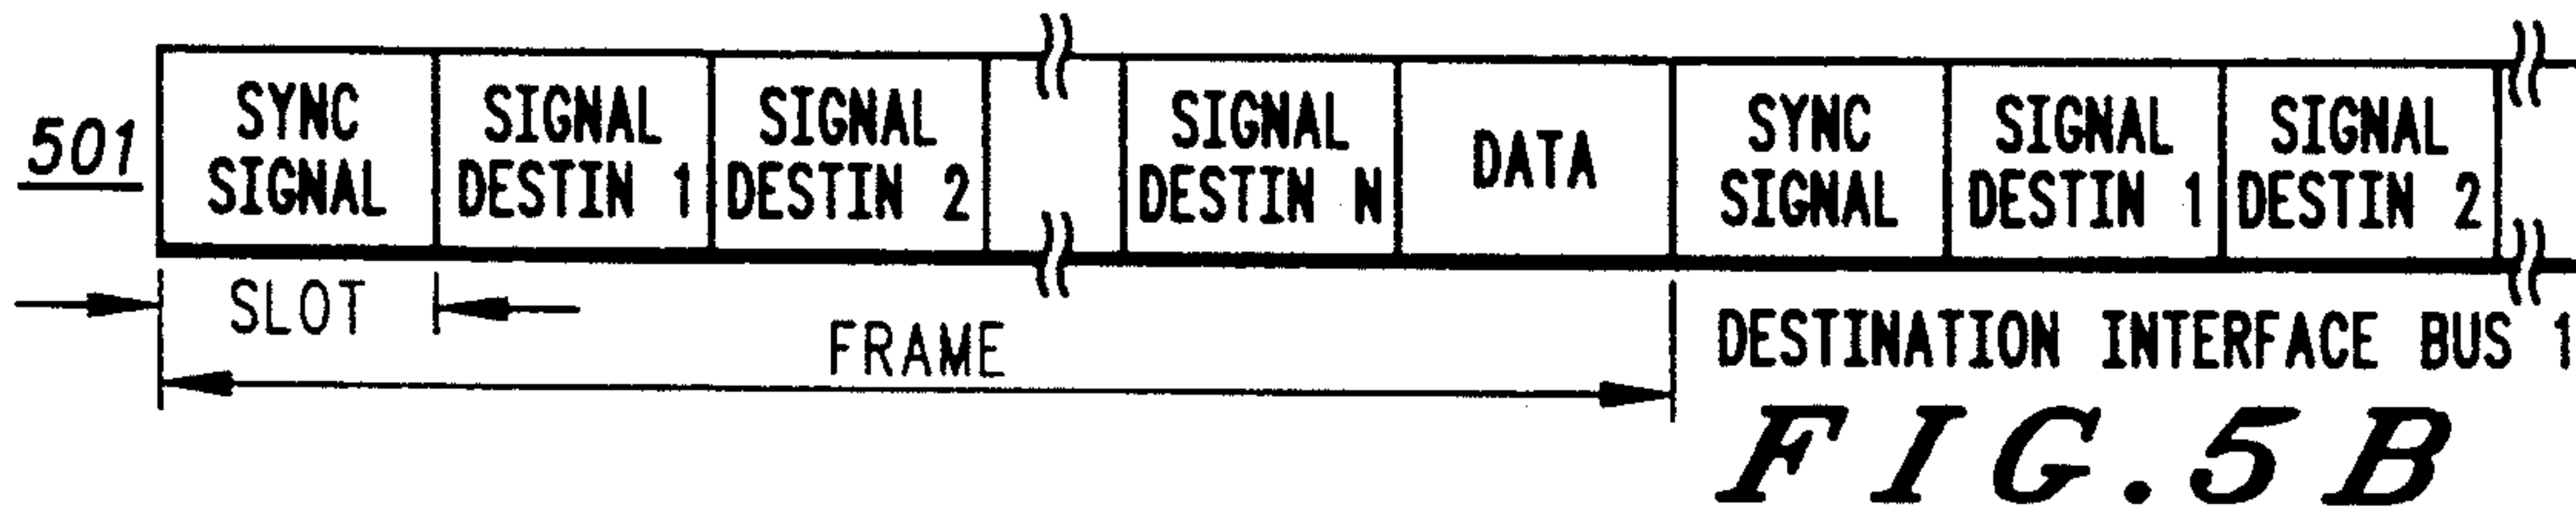 501
SYNC
SIGNAL
SIGNAL
DESTIN 1
SIGNAL
DESTIN 2
SIGNAL
DESTIN N
DATA
SYNC
SIGNAL
SIGNAL
DESTIN 1
SIGNAL
DESTIN 2
SLOT
FRAME
DESTINATION INTERFACE BUS 1
FIG.5B